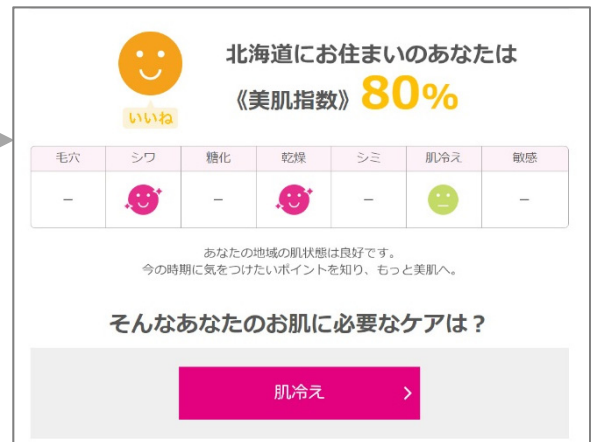 北海道にお住まいのあなたは
いいね
《美肌指数》80%
毛穴 シワ 糖化 乾燥 シミ 肌冷え 敏感
− − − −
あなたの地域の肌状態は良好です。
今の時期に気をつけたいポイントを知り、もっと美肌へ。
そんなあなたのお肌に必要なケアは?
肌冷え